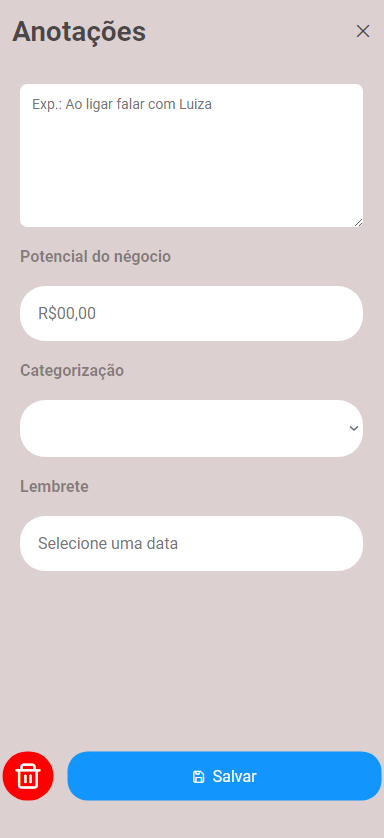 Anotações
Exp.: Ao ligar falar com Luiza
Potencial do négocio
R$00,00
Categorização
Lembrete
Selecione uma data
Salvar